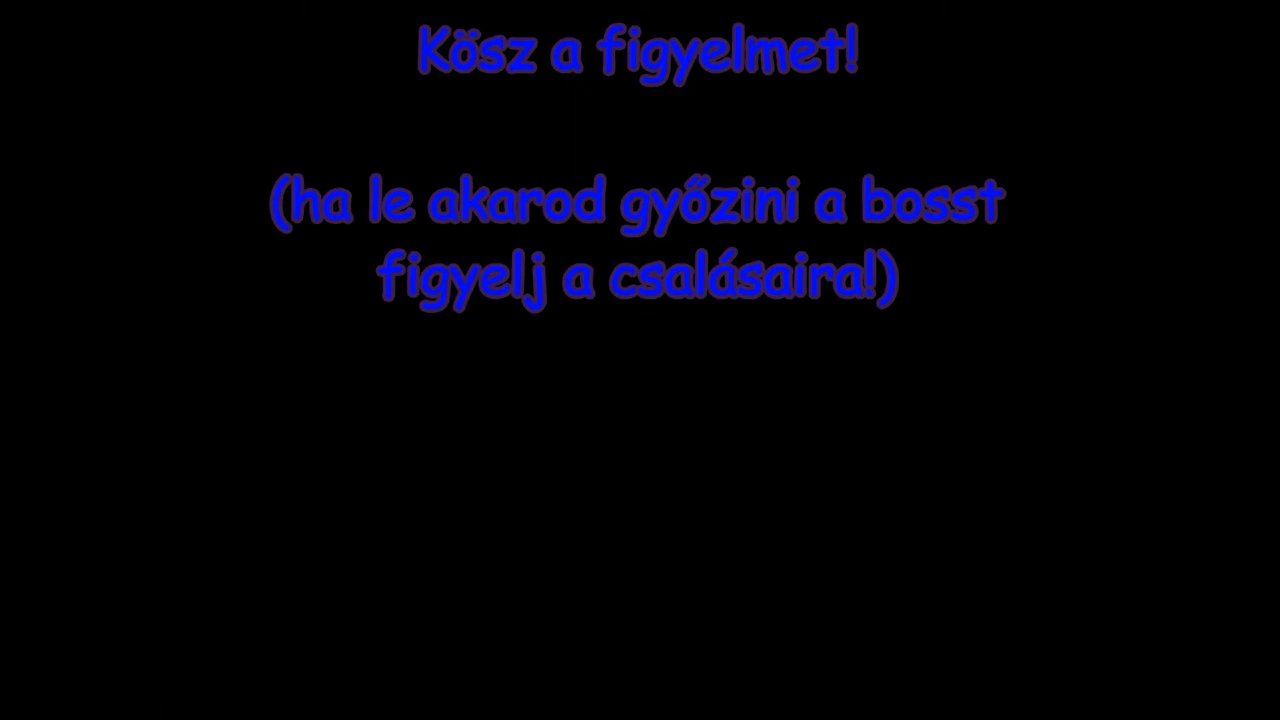 Kösz a figyelmet!
(ha le akarod győzini a bosst
figyelj a csalásaira!)